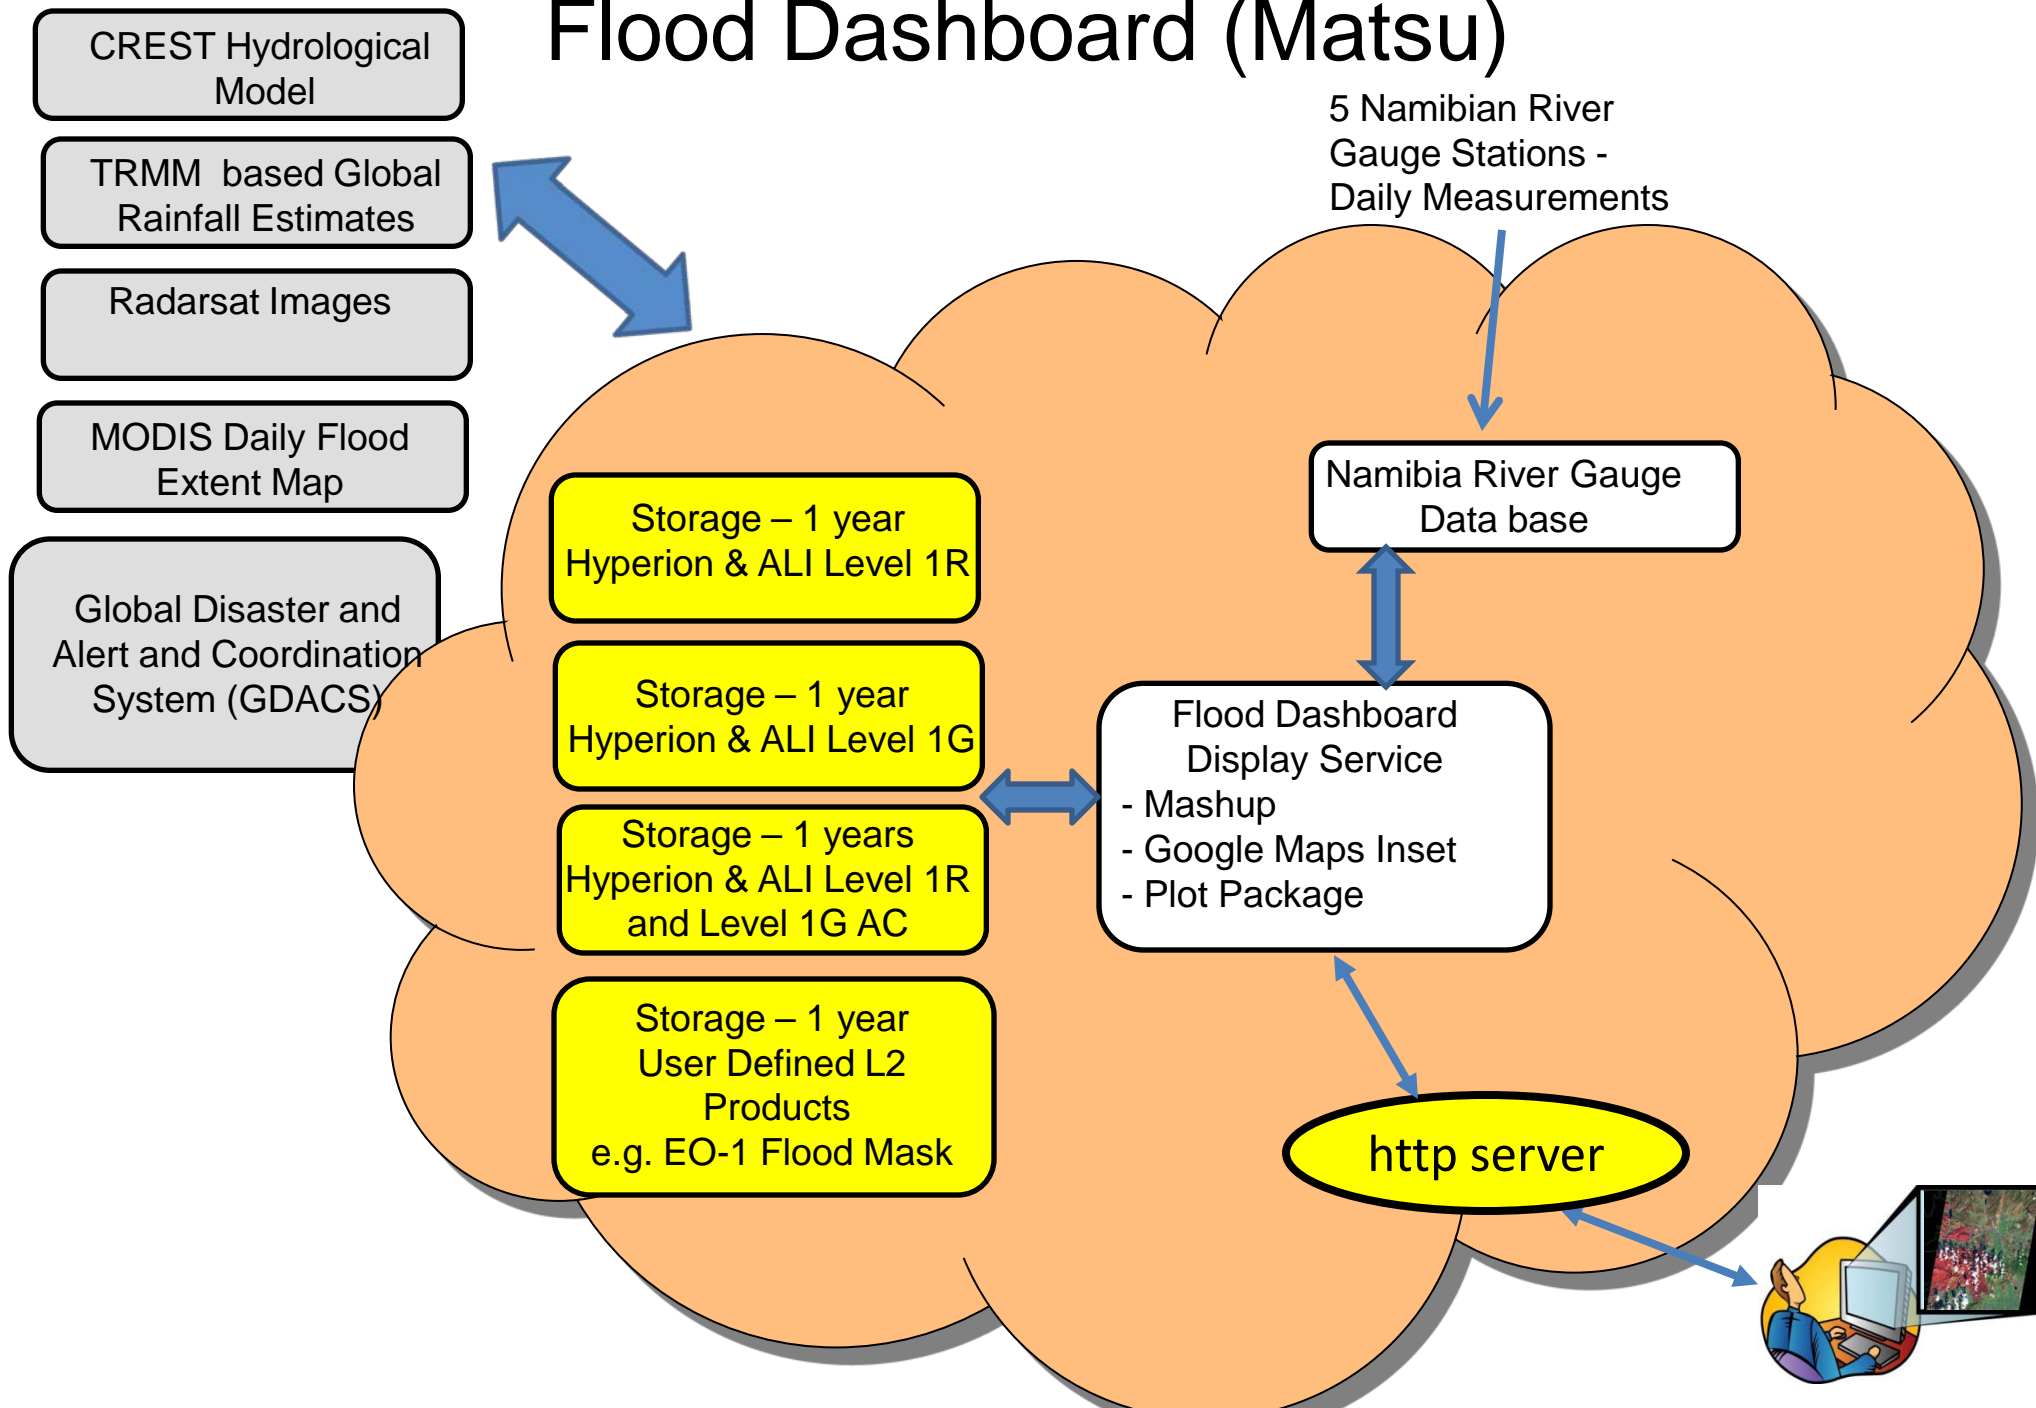 Flood Dashboard (Matsu)
CREST Hydrological
Model
TRMM based Global
Rainfall Estimates
Radarsat Images
MODIS Daily Flood
Extent Map
Global Disaster and
Alert and Coordination
System (GDACS)
5 Namibian River
Gauge Stations -
Daily Measurements
Storage – 1 year
Hyperion & ALI Level 1R
Storage – 1 year
Hyperion & ALI Level 1G
Storage – 1 years
Hyperion & ALI Level 1R
and Level 1G AC
Storage – 1 year
User Defined L2
Products
e.g. EO-1 Flood Mask
Namibia River Gauge
Data base
Flood Dashboard
Display Service
- Mashup
- Google Maps Inset
- Plot Package
http server